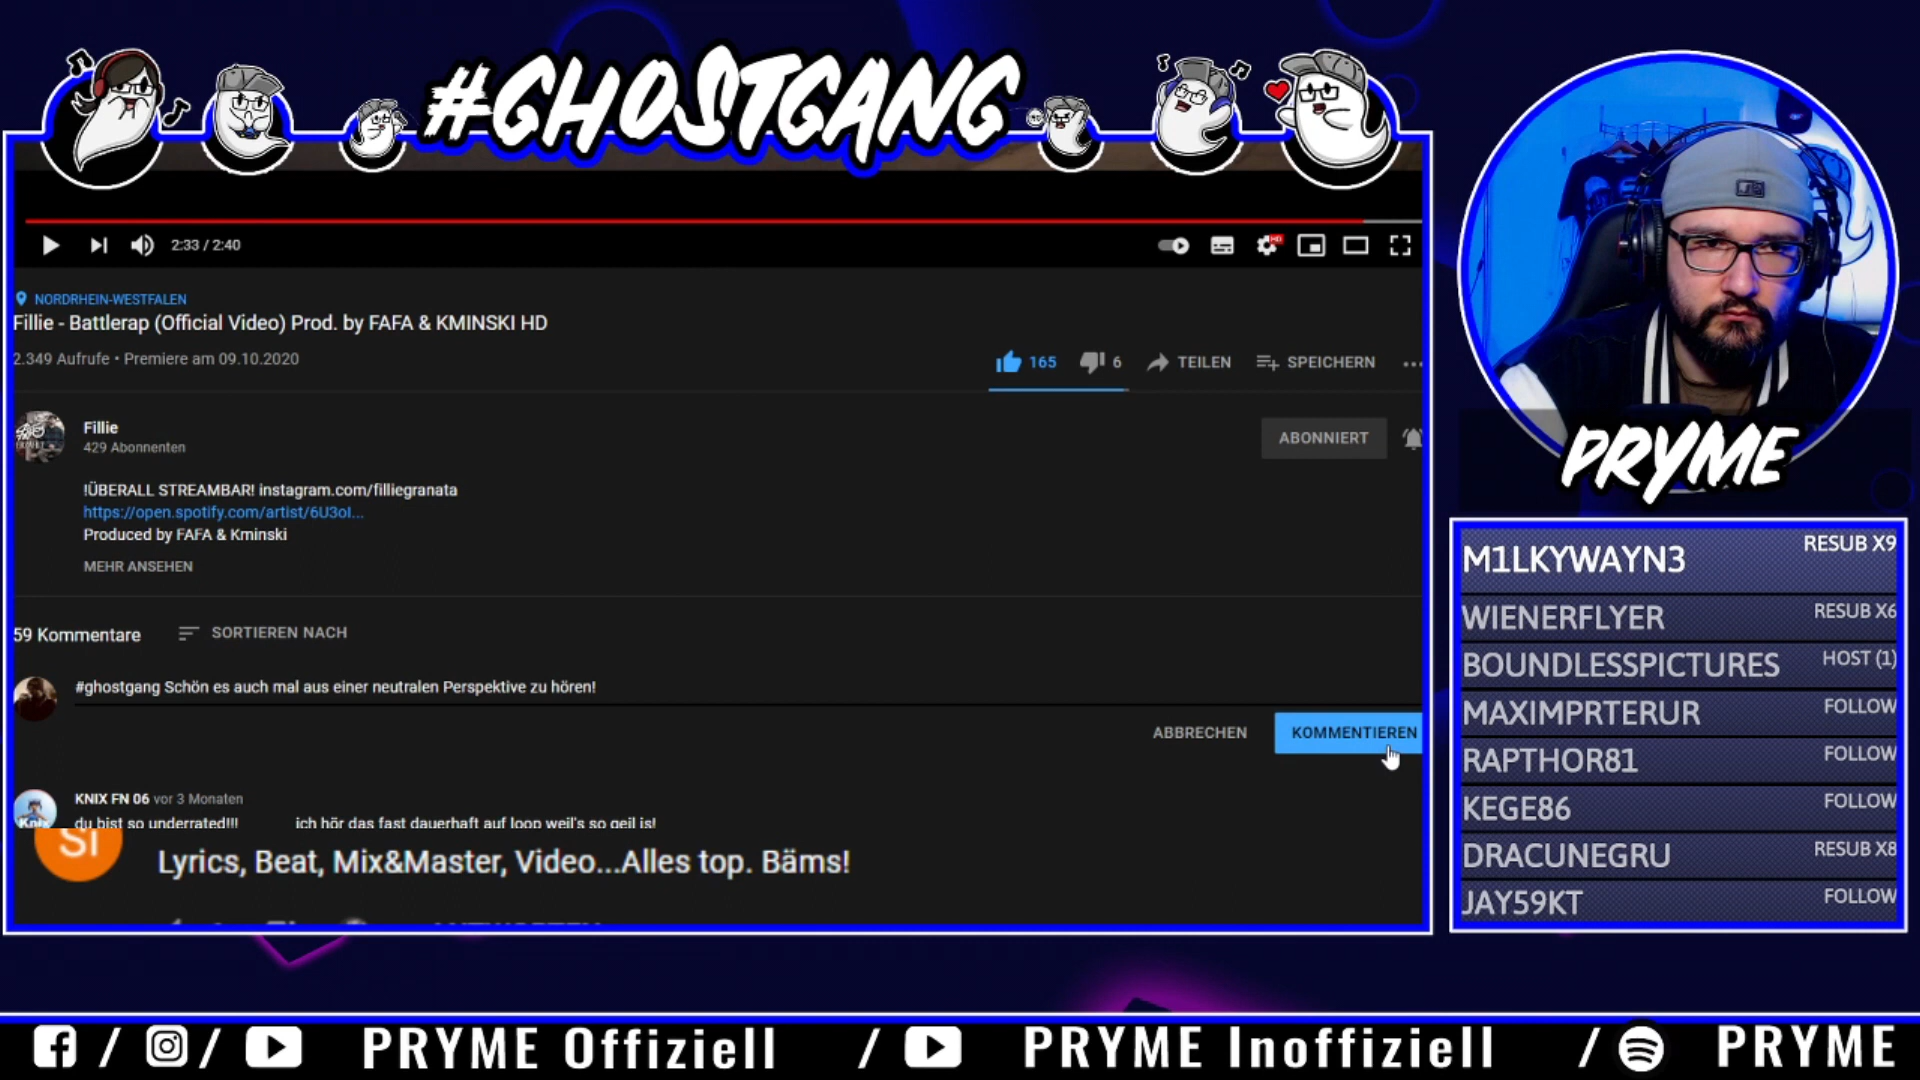 #GHOSTGANG
2:33 / 2:40
HD
NORDRHEIN-WESTFALEN
Fillie - Battlerap (Official Video) Prod. by FAFA & KMINSKI HD
2.349 Aufrufe • Premiere am 09.10.2020
165
6
TEILEN
SPEICHERN
Fillie
429 Abonnenten
ABONNIERT
!ÜBERALL STREAMBAR! instagram.com/filliegranata
https://open.spotify.com/artist/6U3oI...
Produced by FAFA & Kminski
MEHR ANSEHEN
59 Kommentare
SORTIEREN NACH
#ghostgang Schön es auch mal aus einer neutralen Perspektive zu hören!
ABBRECHEN
KOMMENTIEREN
KNIX FN 06 vor 3 Monaten
du bist so underrated!!! ich hör das fast dauerhaft auf loop weil's so geil is!
SI
Lyrics, Beat, Mix&Master, Video...Alles top. Bäms!
PRYME
M1LKYWAYN3 RESUB X9
WIENERFLYER RESUB X6
BOUNDLESSPICTURES HOST (1)
MAXIMPRTERUR FOLLOW
RAPTHOR81 FOLLOW
KEGE86 FOLLOW
DRACUNEGRU RESUB X8
JAY59KT FOLLOW
/ / PRYME Offiziell / PRYME Inoffiziell / PRYME